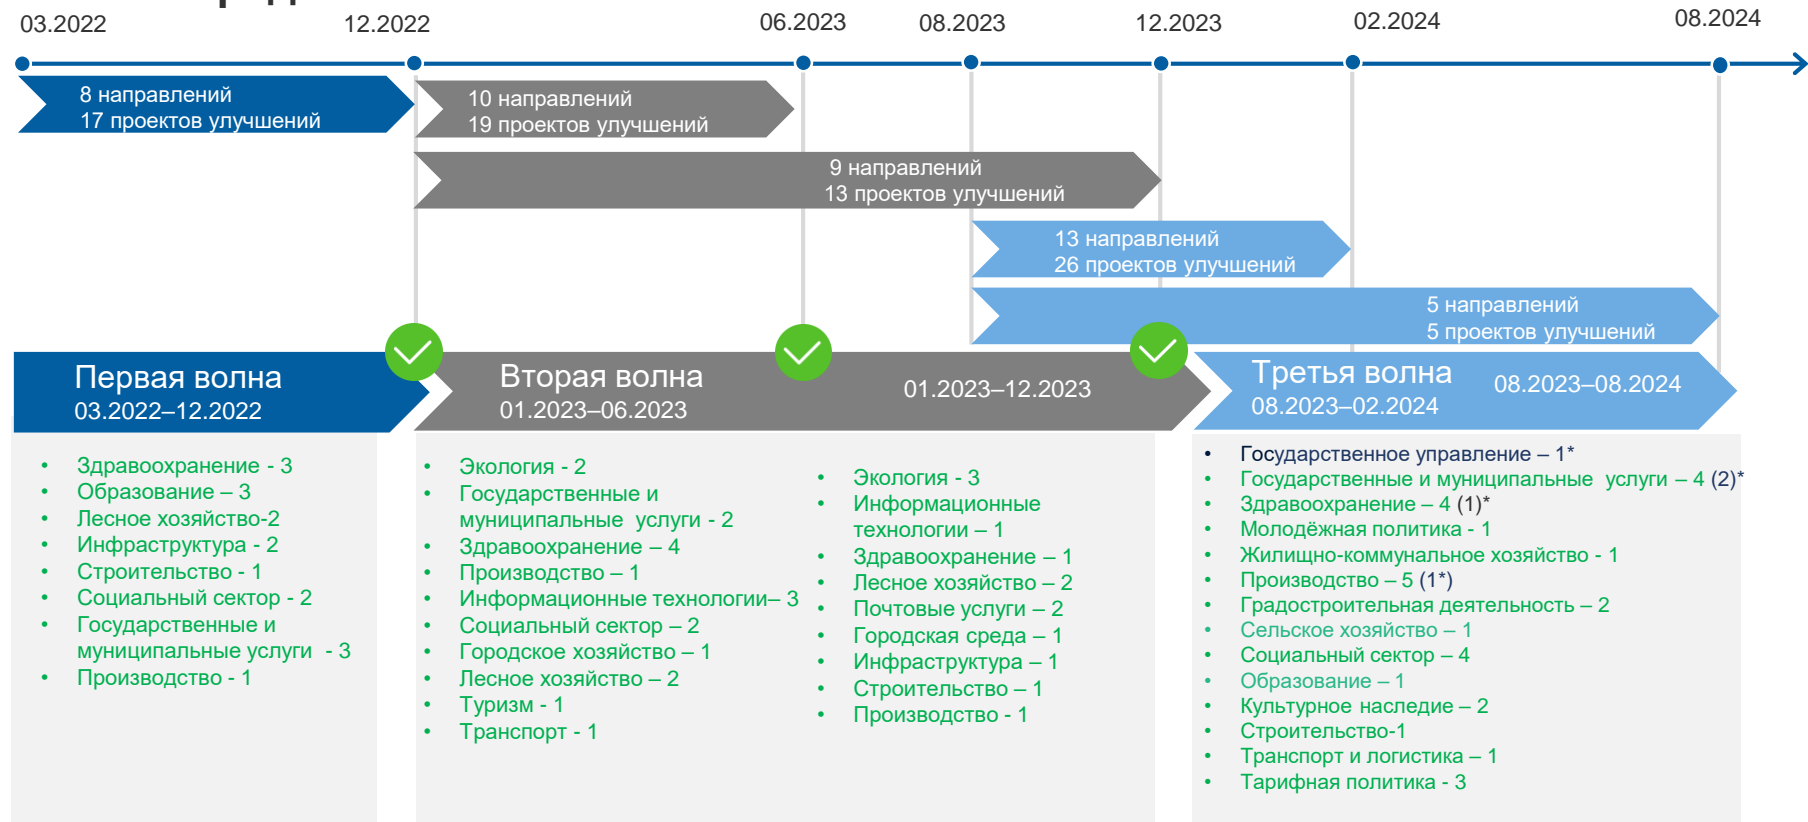 03.2022
12.2022
06.2023
08.2023
12.2023
02.2024
08.2024
8 направлений
17 проектов улучшений
10 направлений
19 проектов улучшений
9 направлений
13 проектов улучшений
13 направлений
26 проектов улучшений
5 направлений
5 проектов улучшений
Первая волна
03.2022–12.2022
Вторая волна
01.2023–06.2023
01.2023–12.2023
Третья волна
08.2023–02.2024
08.2023–08.2024
• Здравоохранение - 3
• Образование – 3
• Лесное хозяйство-2
• Инфраструктура - 2
• Строительство - 1
• Социальный сектор - 2
• Государственные и
муниципальные услуги - 3
• Производство - 1
• Экология - 2
• Государственные и
муниципальные услуги - 2
• Здравоохранение – 4
• Производство – 1
• Информационные технологии– 3
• Социальный сектор – 2
• Городское хозяйство – 1
• Лесное хозяйство – 2
• Туризм - 1
• Транспорт - 1
• Экология - 3
• Информационные
технологии – 1
• Здравоохранение – 1
• Лесное хозяйство – 2
• Почтовые услуги – 2
• Городская среда – 1
• Инфраструктура – 1
• Строительство – 1
• Производство - 1
• Государственное управление – 1*
• Государственные и муниципальные услуги – 4 (2)*
• Здравоохранение – 4 (1)*
• Молодёжная политика - 1
• Жилищно-коммунальное хозяйство - 1
• Производство – 5 (1*)
• Градостроительная деятельность – 2
• Сельское хозяйство – 1
• Социальный сектор – 4
• Образование – 1
• Культурное наследие – 2
• Строительство-1
• Транспорт и логистика – 1
• Тарифная политика - 3